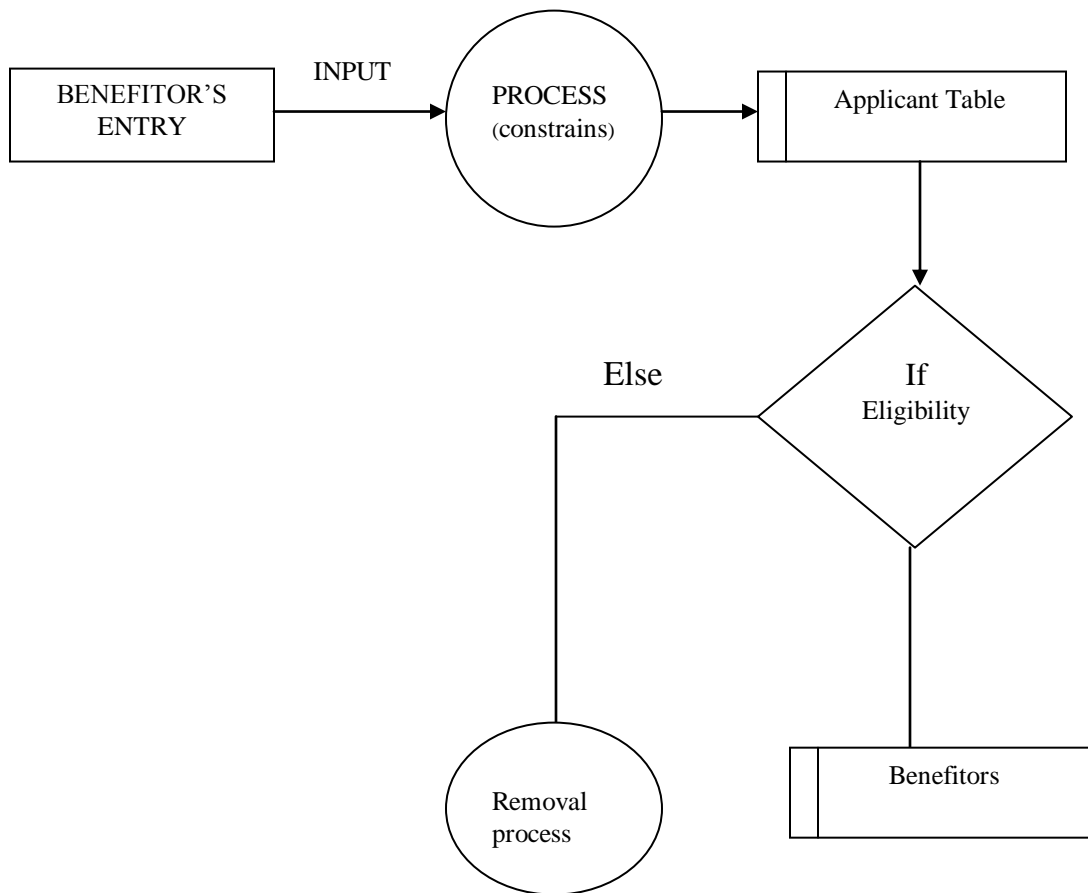 BENEFITOR'S
ENTRY
INPUT
PROCESS
(constrains)
Applicant Table
Else
If
Eligibility
Removal
process
Benefitors